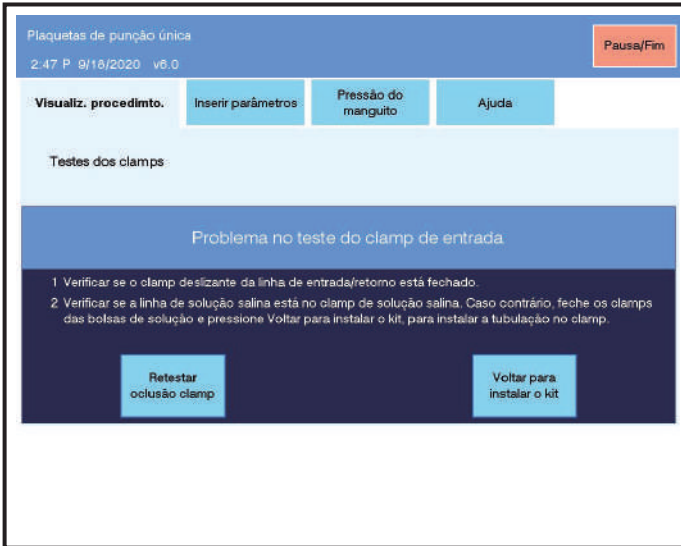 Plaquetas de punção única
Pausa/Fim
2:47 P 9/18/2020 v6.0
Visualiz. procedimto.
Inserir parâmetros
Pressão do
manguito
Ajuda
Testes dos clamps
Problema no teste do clamp de entrada
1 Verificar se o clamp deslizante da linha de entrada/retorno está fechado.
2 Verificar se a linha de solução salina está no clamp de solução salina. Caso contrário, feche os clamps
das bolsas de solução e pressione Voltar para instalar o kit, para instalar a tubulação no clamp.
Retestar
oclusão clamp
Voltar para
instalar o kit